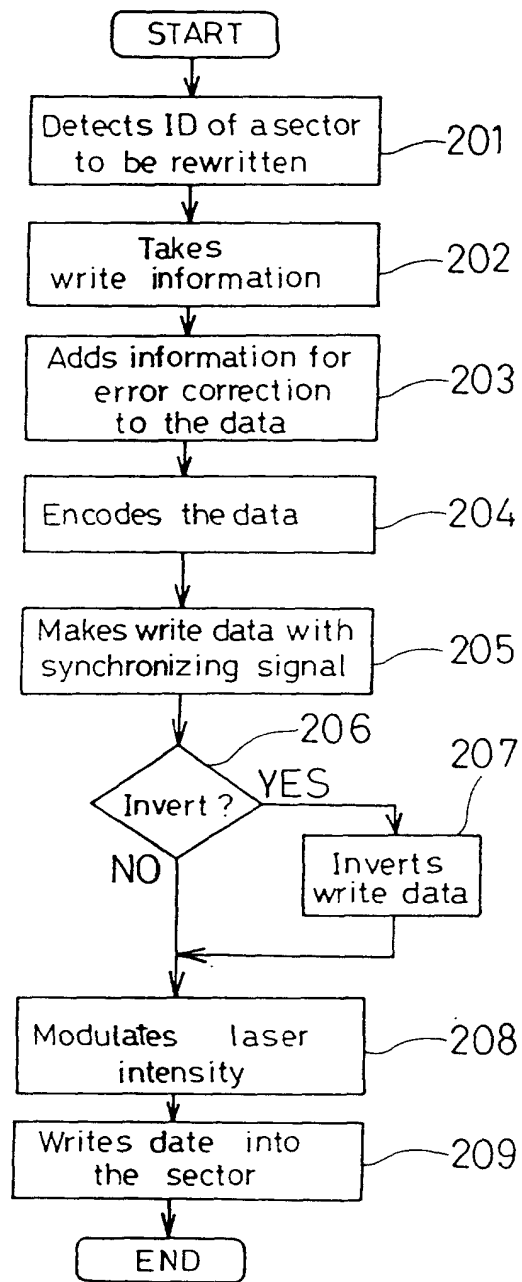 START
Detects ID of a sector
to be rewritten
201
Takes
write information
202
Adds information for
error correction
to the data
203
Encodes the data
204
Makes write data with
synchronizing signal
205
206
Invert ?
YES
NO
207
Inverts
write data
Modulates laser
intensity
208
Writes date into
the sector
209
END